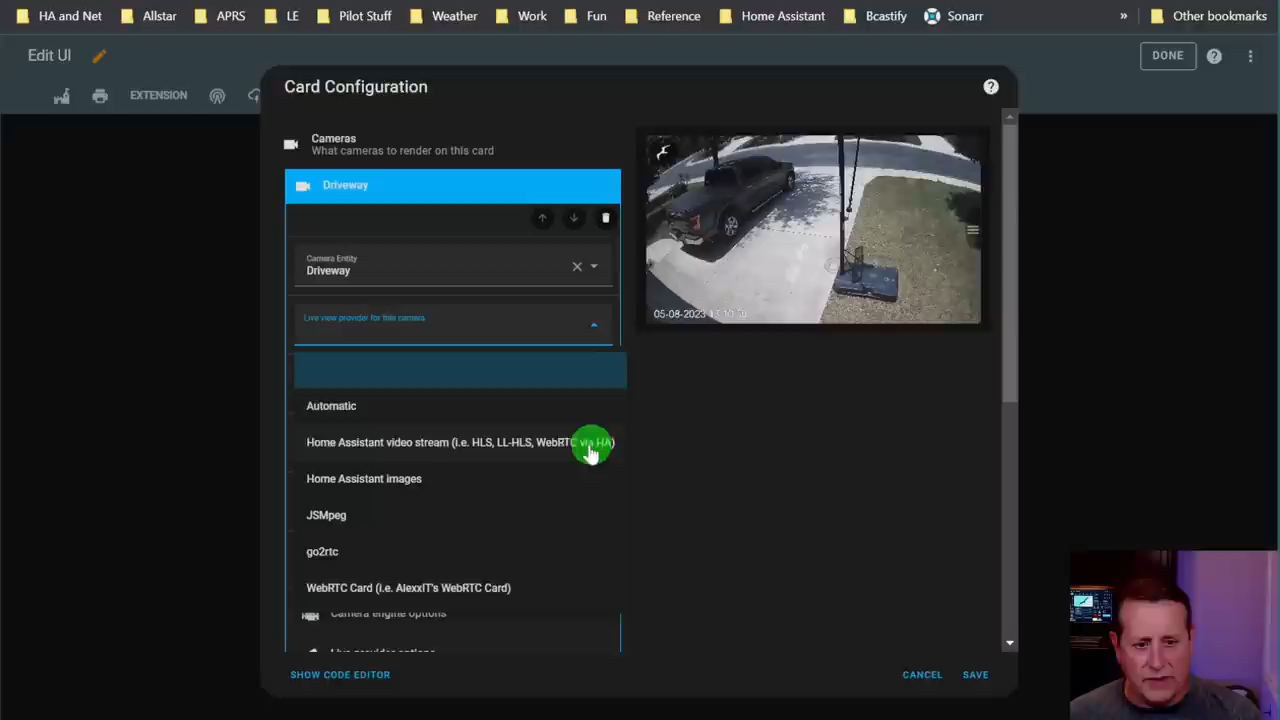 HA and Net Allstar APRS LE Pilot Stuff Weather Work Fun Reference Home Assistant Bcastify Sonarr » Other bookmarks
Edit UI DONE
EXTENSION
Card Configuration
Cameras
What cameras to render on this card
Driveway
Camera Entity
Driveway
Live view provider for this camera
Automatic
Home Assistant video stream (i.e. HLS, LL-HLS, WebRTC via HA)
Home Assistant images
JSMpeg
go2rtc
WebRTC Card (i.e. AlexxIT's WebRTC Card)
Camera engine options
Live provider options
SHOW CODE EDITOR CANCEL SAVE